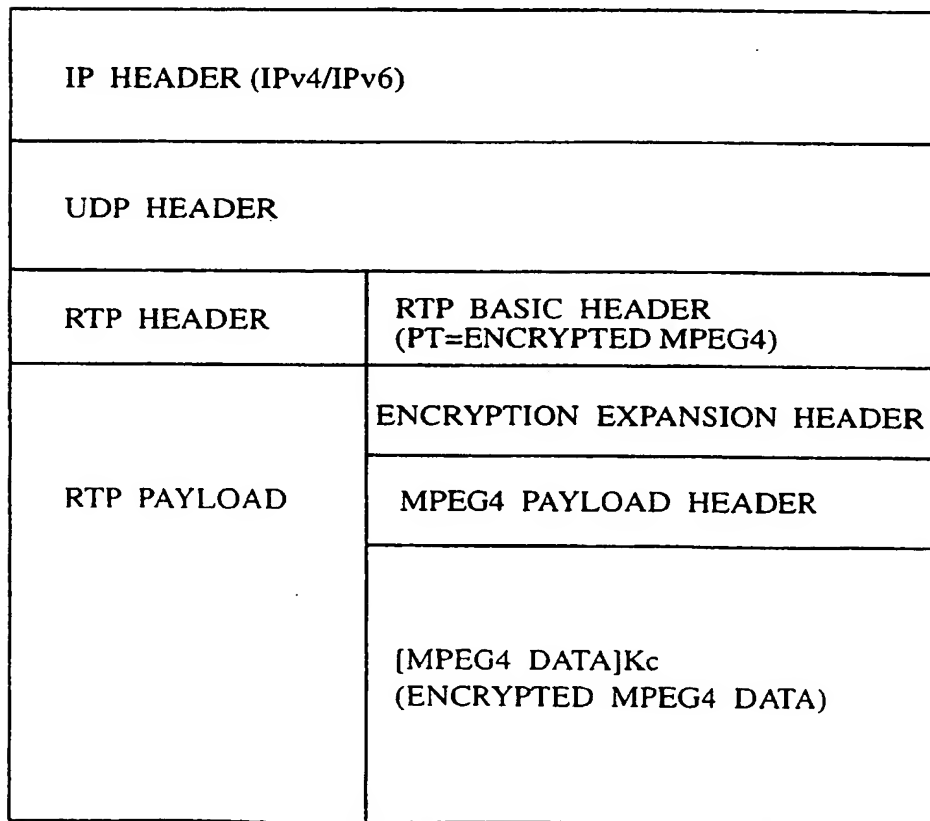 IP HEADER (IPv4/IPv6)
UDP HEADER
RTP HEADER
RTP BASIC HEADER
(PT=ENCRYPTED MPEG4)
RTP PAYLOAD
ENCRYPTION EXPANSION HEADER
MPEG4 PAYLOAD HEADER
[MPEG4 DATA]Kc
(ENCRYPTED MPEG4 DATA)